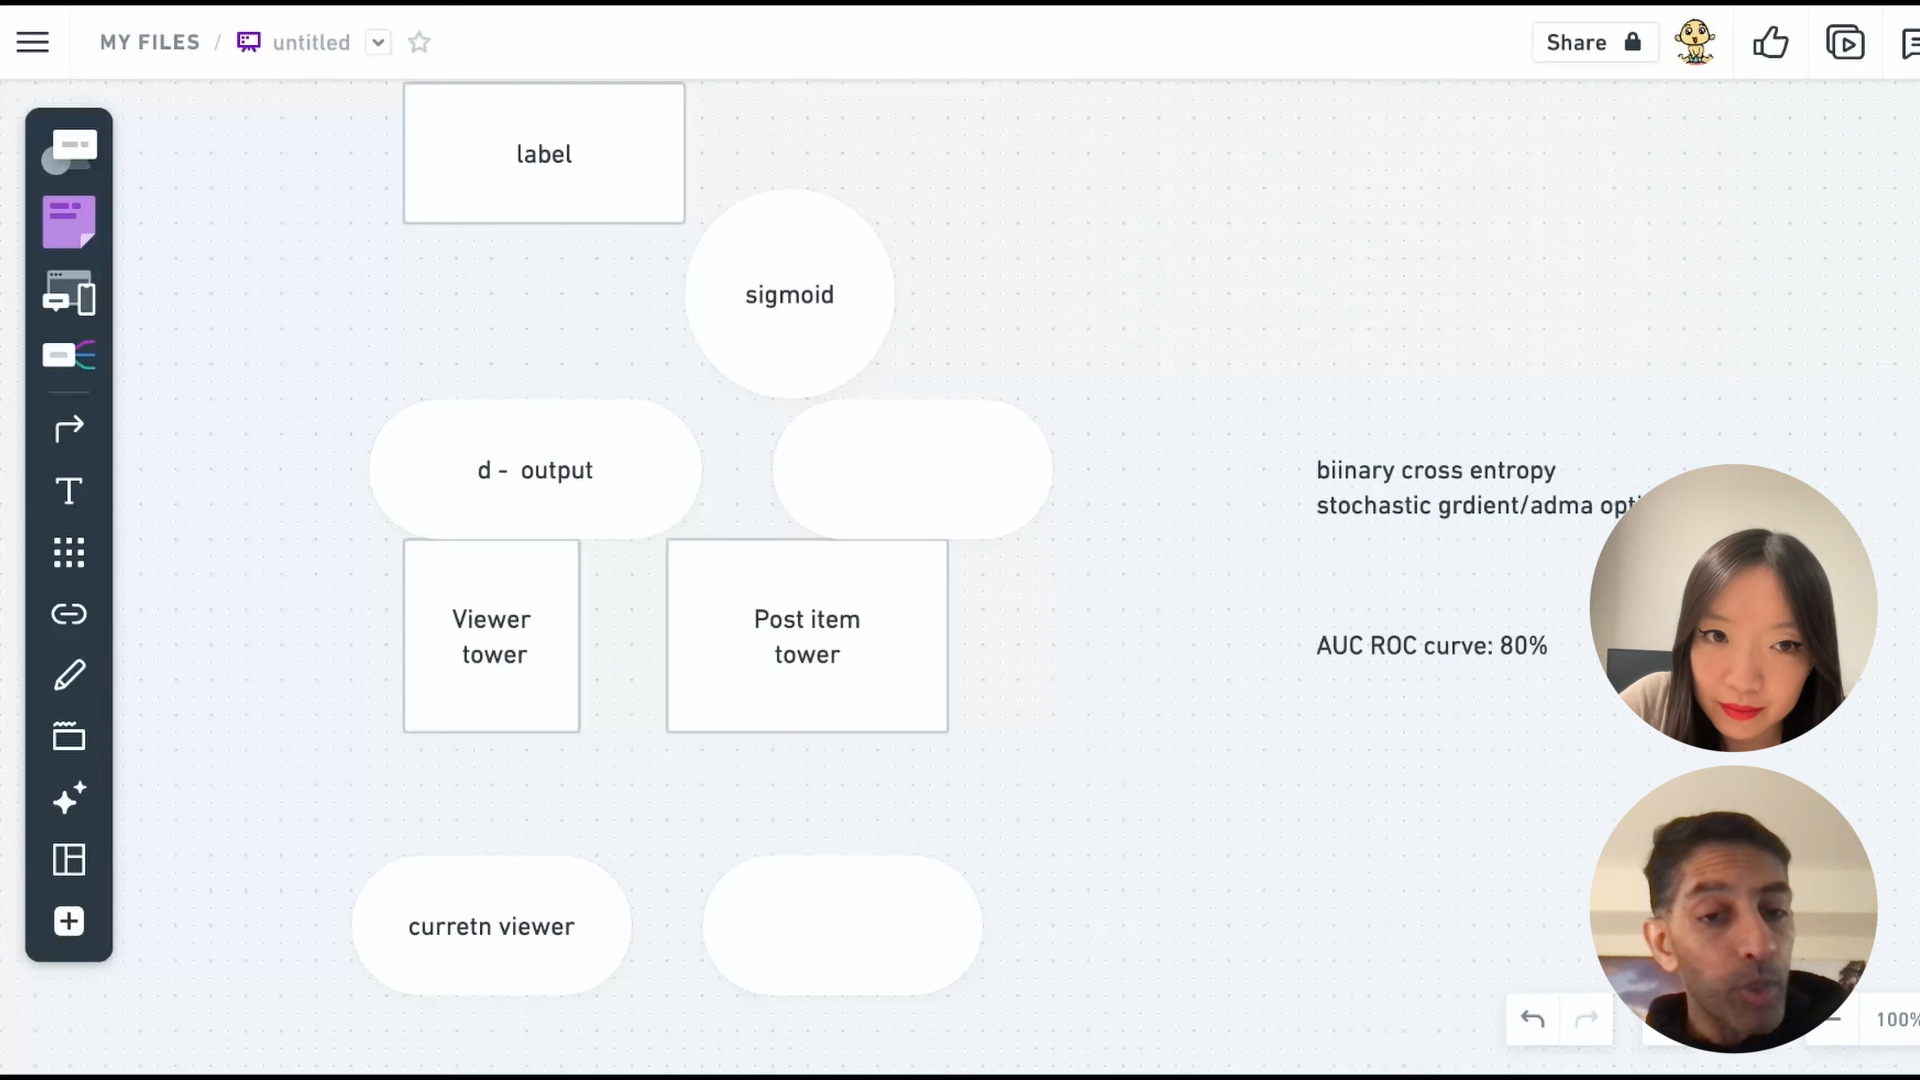 MY FILES / untitled
Share
label
sigmoid
d - output
biinary cross entropy
stochastic grdient/adma
Viewer
tower
Post item
tower
AUC ROC curve: 80%
curretn viewer
100%